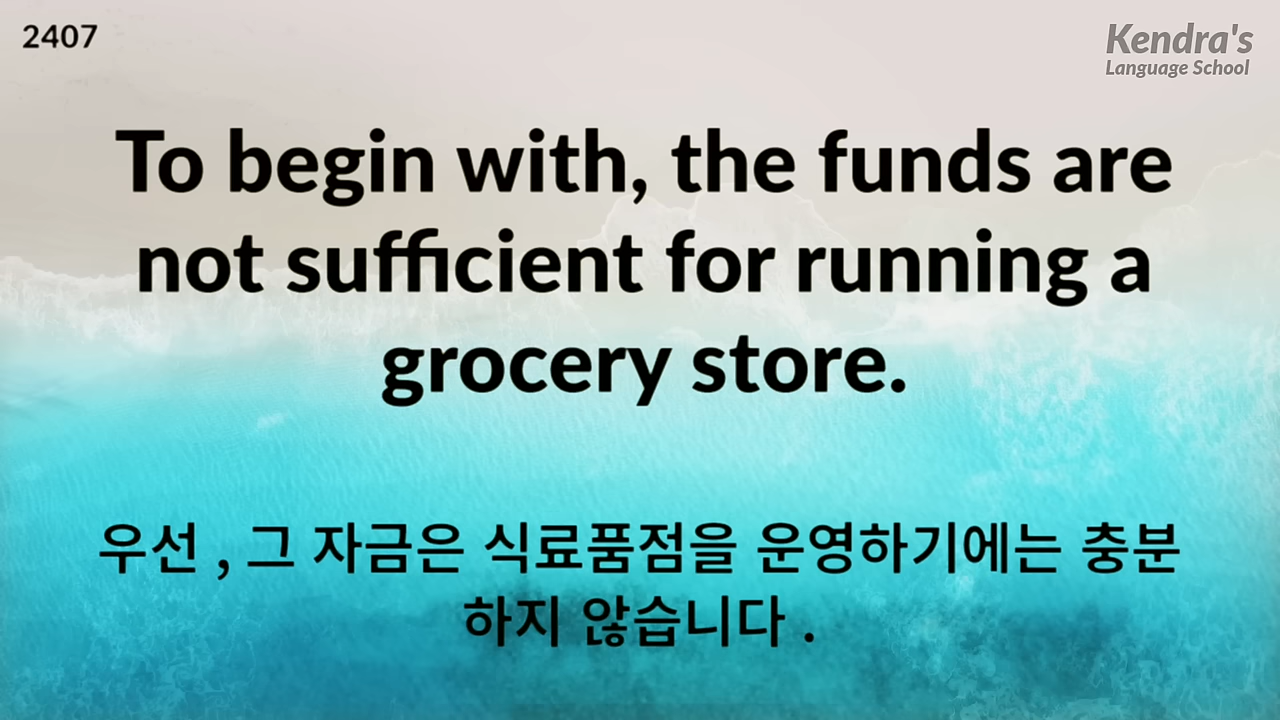 2407
Kendra's
Language School
To begin with, the funds are
not sufficient for running a
grocery store.
우선 , 그 자금은 식료품점을 운영하기에는 충분
하지 않습니다 .